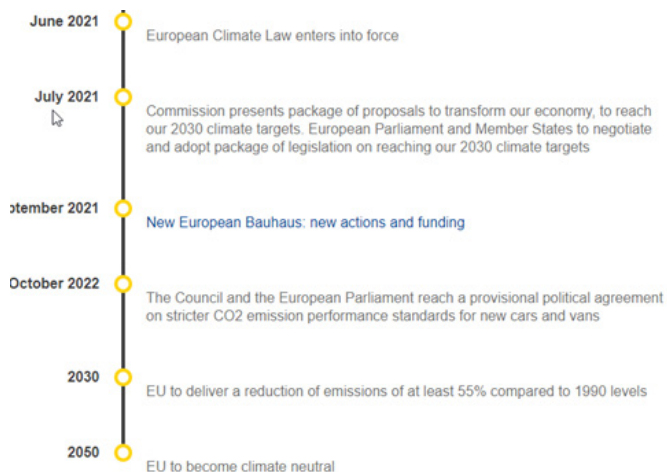 June 2021
European Climate Law enters into force
July 2021
Commission presents package of proposals to transform our economy, to reach
our 2030 climate targets. European Parliament and Member States to negotiate
and adopt package of legislation on reaching our 2030 climate targets
ptember 2021
New European Bauhaus: new actions and funding
October 2022
The Council and the European Parliament reach a provisional political agreement
on stricter CO2 emission performance standards for new cars and vans
2030
EU to deliver a reduction of emissions of at least 55% compared to 1990 levels
2050
EU to become climate neutral